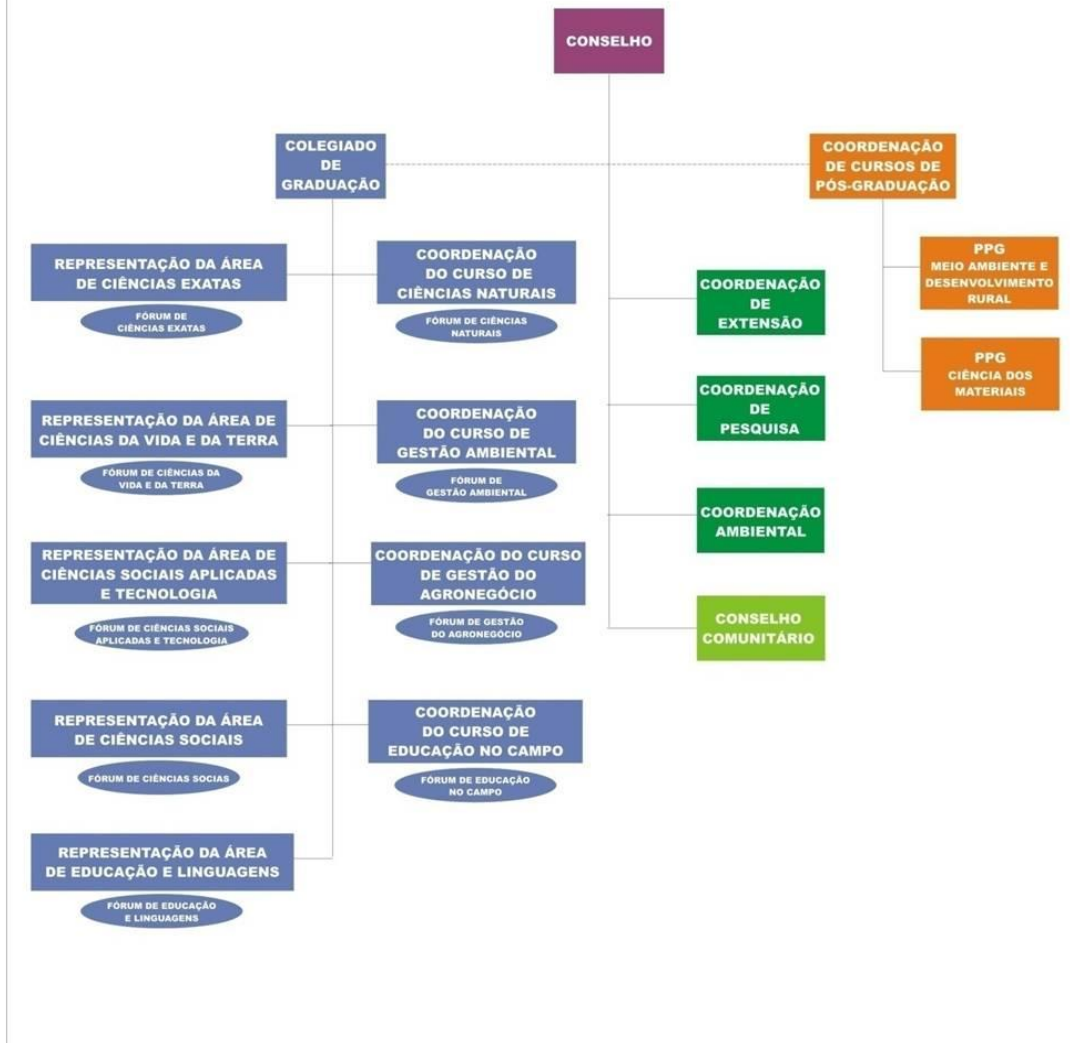 CONSELHO
COLEGIADO
DE
GRADUAÇÃO
COORDENAÇÃO
DE CURSOS DE
PÓS-GRADUAÇÃO
REPRESENTAÇÃO DA ÁREA
DE CIÊNCIAS EXATAS
FÓRUM DE
CIÊNCIAS EXATAS
COORDENAÇÃO
DO CURSO DE
CIÊNCIAS NATURAIS
FÓRUM DE CIÊNCIAS
NATURAIS
REPRESENTAÇÃO DA ÁREA DE
CIÊNCIAS DA VIDA E DA TERRA
FÓRUM DE CIÊNCIAS DA
VIDA E DA TERRA
COORDENAÇÃO
DO CURSO DE
GESTÃO AMBIENTAL
FÓRUM DE
GESTÃO AMBIENTAL
REPRESENTAÇÃO DA ÁREA DE
CIÊNCIAS SOCIAIS APLICADAS
E TECNOLOGIA
FÓRUM DE CIÊNCIAS SOCIAIS
APLICADAS E TECNOLOGIA
COORDENAÇÃO DO CURSO
DE GESTÃO DO
AGRONEGÓCIO
FÓRUM DE GESTÃO
DO AGRONEGÓCIO
REPRESENTAÇÃO DA ÁREA
DE CIÊNCIAS SOCIAIS
FÓRUM DE CIÊNCIAS SOCIAS
COORDENAÇÃO
DO CURSO DE
EDUCAÇÃO NO CAMPO
FÓRUM DE EDUCAÇÃO
NO CAMPO
REPRESENTAÇÃO DA ÁREA
DE EDUCAÇÃO E LINGUAGENS
FÓRUM DE EDUCAÇÃO
E LINGUAGENS
COORDENAÇÃO
DE
EXTENSÃO
COORDENAÇÃO
DE
PESQUISA
COORDENAÇÃO
AMBIENTAL
CONSELHO
COMUNITÁRIO
PPG
MEIO AMBIENTE E
DESENVOLVIMENTO
RURAL
PPG
CIÊNCIA DOS
MATERIAIS